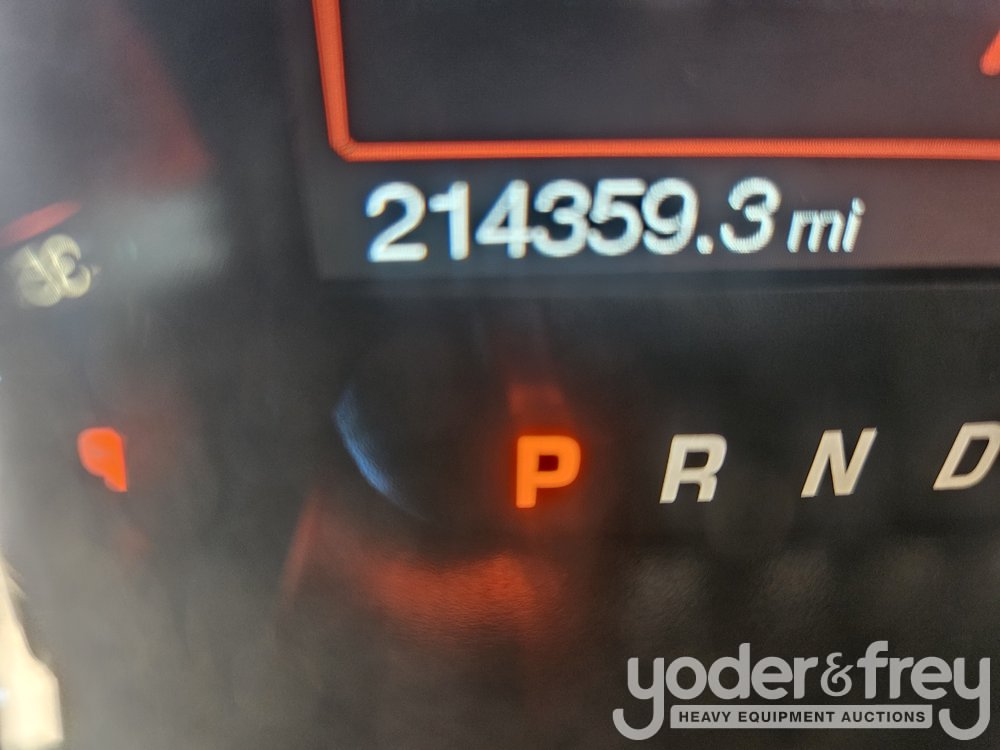 214359.3 mi
P R N D
yoder&frey
HEAVY EQUIPMENT AUCTIONS